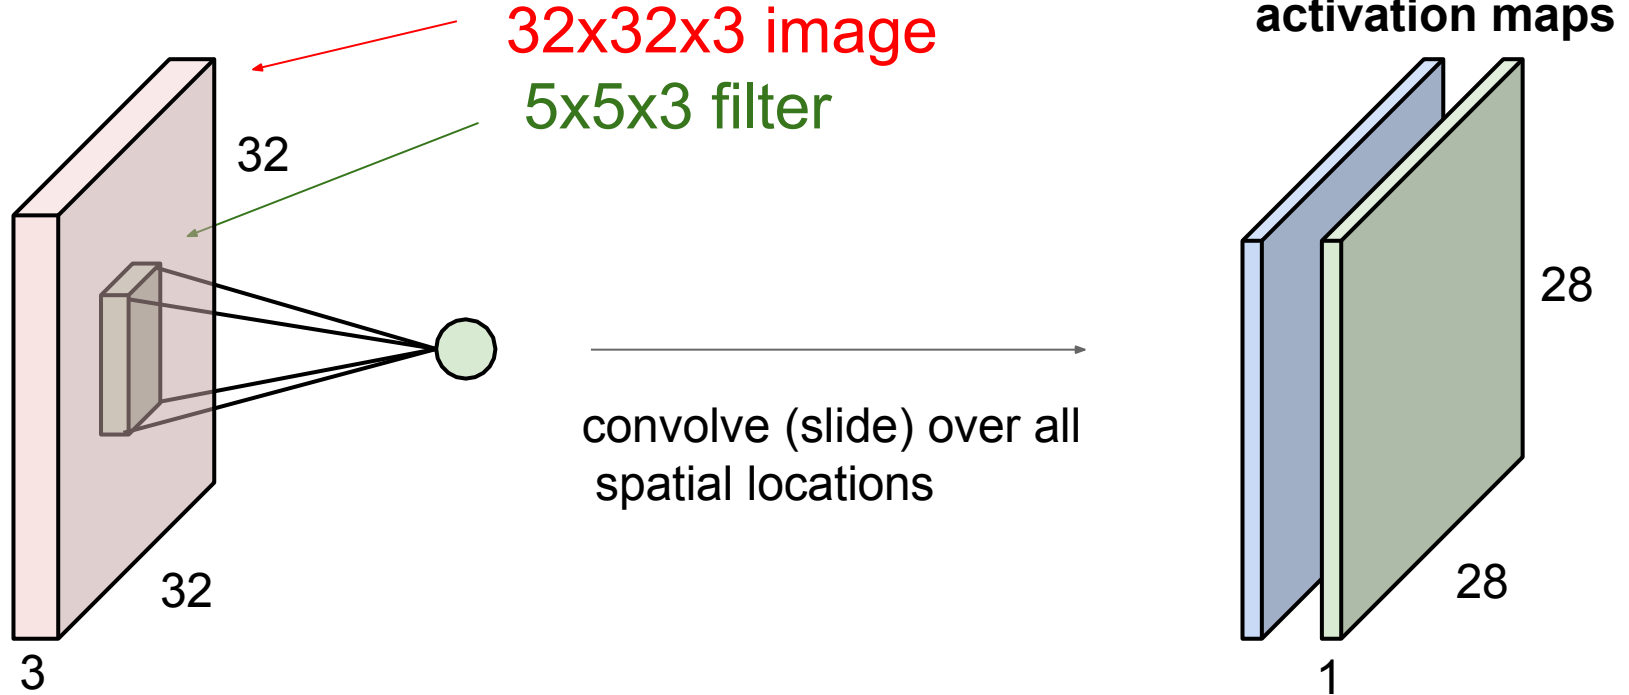 32x32x3 image
5x5x3 filter
activation maps
32
28
convolve (slide) over all
spatial locations
32
28
3
1